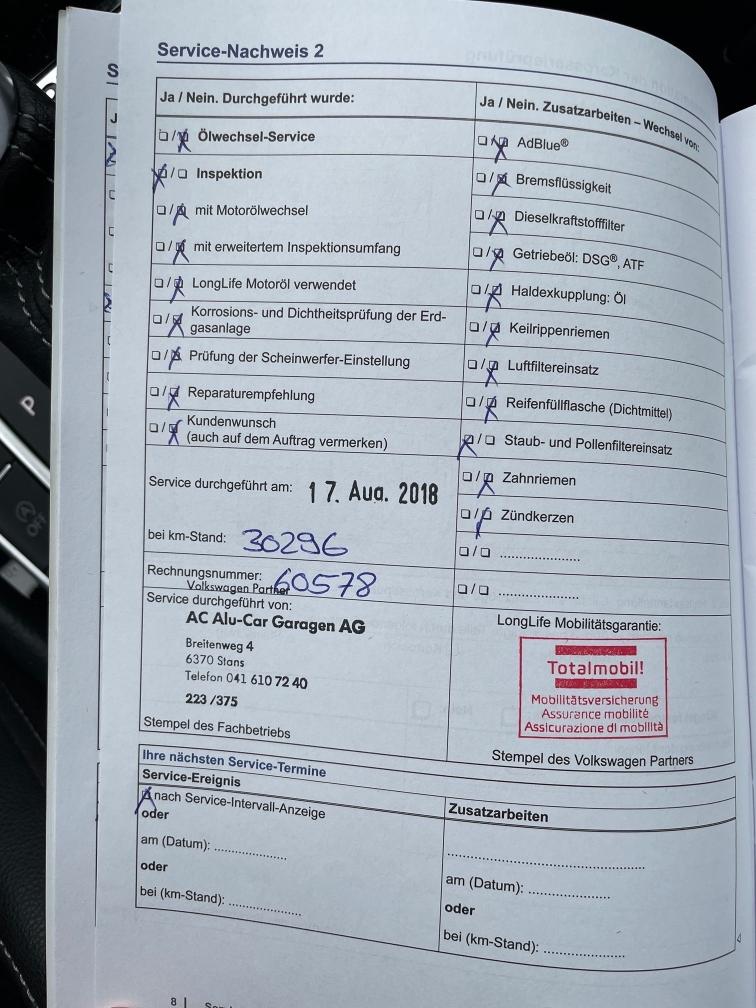 Service-Nachweis 2
Ja / Nein. Durchgeführt wurde:
☐/☒ Ölwechsel-Service
☒/☐ Inspektion
☐/☒ mit Motorölwechsel
☐/☒ mit erweitertem Inspektionsumfang
☐/☒ LongLife Motoröl verwendet
☐/☒ Korrosions- und Dichtheitsprüfung der Erd-
gasanlage
☐/☒ Prüfung der Scheinwerfer-Einstellung
☐/☒ Reparaturempfehlung
☐/☒ Kundenwunsch
(auch auf dem Auftrag vermerken)
Service durchgeführt am: 17. Aug. 2018
bei km-Stand: 30296
Rechnungsnummer: 60578
Volkswagen Partner
Service durchgeführt von:
AC Alu-Car Garagen AG
Breitenweg 4
6370 Stans
Telefon 041 610 72 40
223 /375
Stempel des Fachbetriebs
Ja / Nein. Zusatzarbeiten – Wechsel von:
☐/☒ AdBlue®
☐/☒ Bremsflüssigkeit
☐/☒ Dieselkraftstofffilter
☐/☒ Getriebeöl: DSG®, ATF
☐/☒ Haldexkupplung: Öl
☐/☒ Keilrippenriemen
☐/☒ Luftfiltereinsatz
☐/☒ Reifenfüllflasche (Dichtmittel)
☒/☐ Staub- und Pollenfiltereinsatz
☐/☒ Zahnriemen
☐/☒ Zündkerzen
☐/☐ ....................
☐/☐ ....................
LongLife Mobilitätsgarantie:
Totalmobil!
Mobilitätsversicherung
Assurance mobilité
Assicurazione di mobilità
Stempel des Volkswagen Partners
Ihre nächsten Service-Termine
Service-Ereignis
☒ nach Service-Intervall-Anzeige
oder
am (Datum): ..................
oder
bei (km-Stand): ..................
Zusatzarbeiten
..................................................
am (Datum): ....................
oder
bei (km-Stand): ....................
8 |
P
OFF